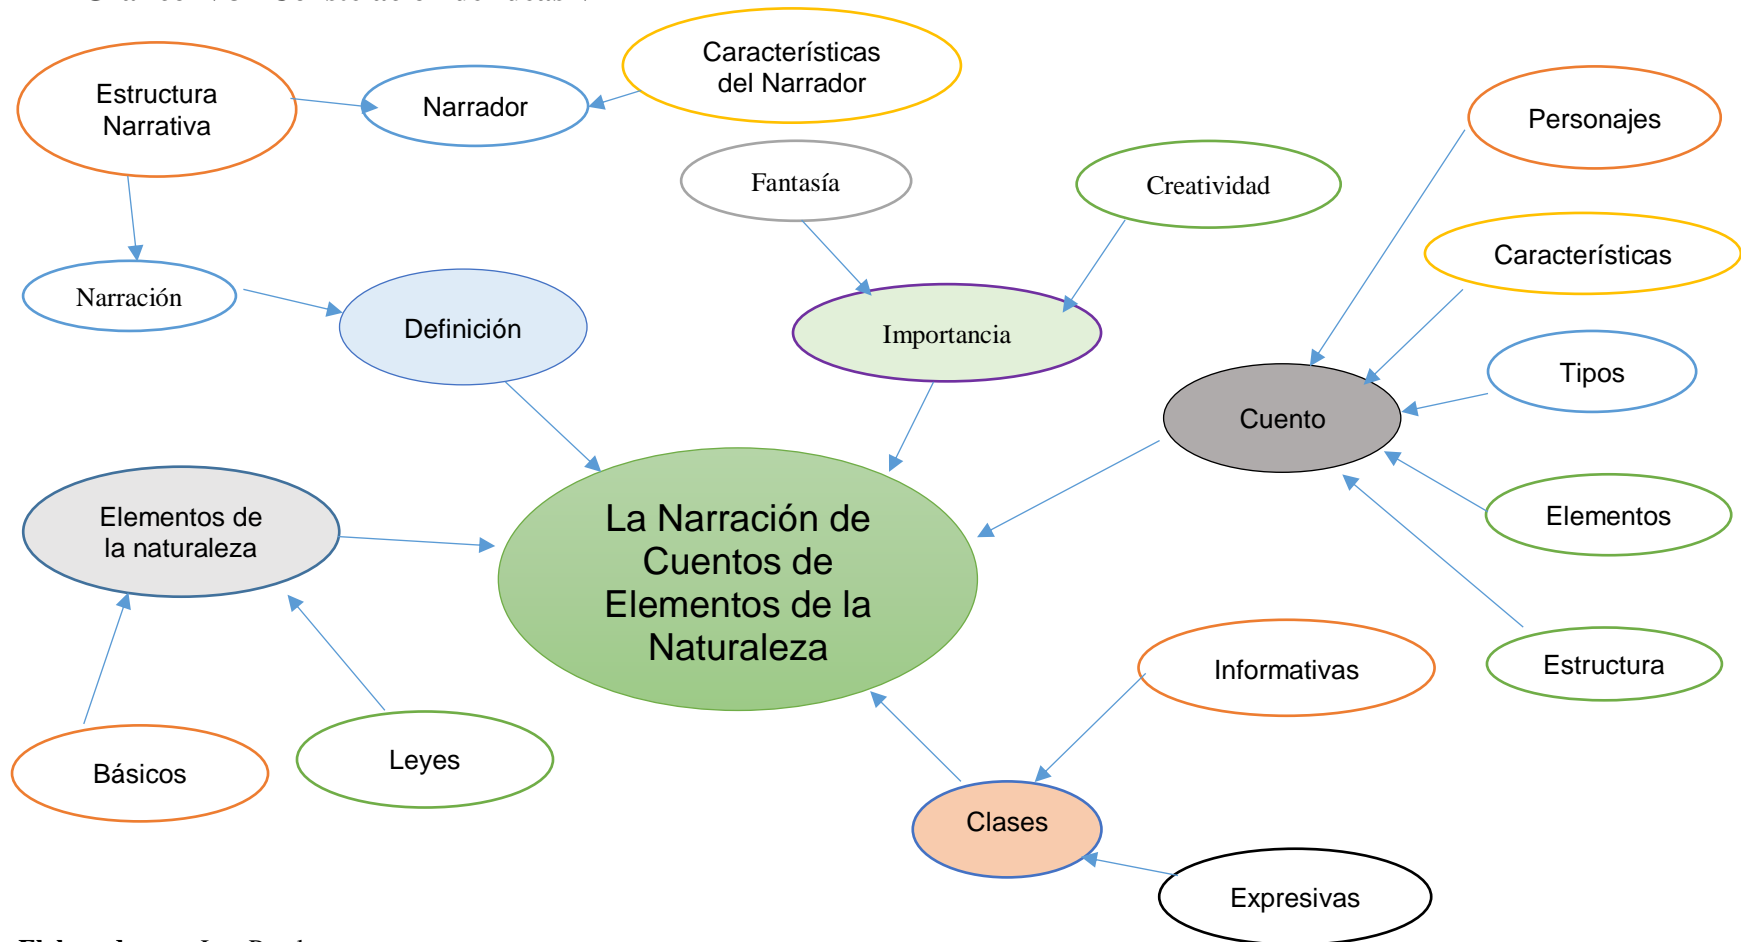 Características
del Narrador
Estructura
Narrativa
Narrador
Personajes
Fantasía
Creatividad
Características
Narración
Definición
Importancia
Tipos
Cuento
Elementos de
la naturaleza
La Narración de
Cuentos de
Elementos de la
Naturaleza
Elementos
Informativas
Estructura
Básicos
Leyes
Clases
Expresivas